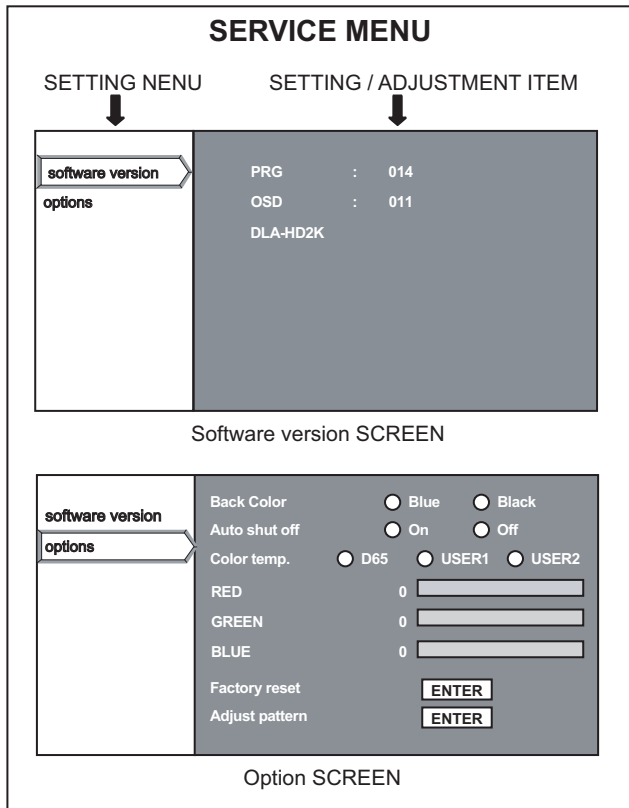 SERVICE MENU
SETTING NENU SETTING / ADJUSTMENT ITEM
software version
options
PRG : 014
OSD : 011
DLA-HD2K
Software version SCREEN
software version
options
Back Color Blue Black
Auto shut off On Off
Color temp. D65 USER1 USER2
RED 0
GREEN 0
BLUE 0
Factory reset ENTER
Adjust pattern ENTER
Option SCREEN